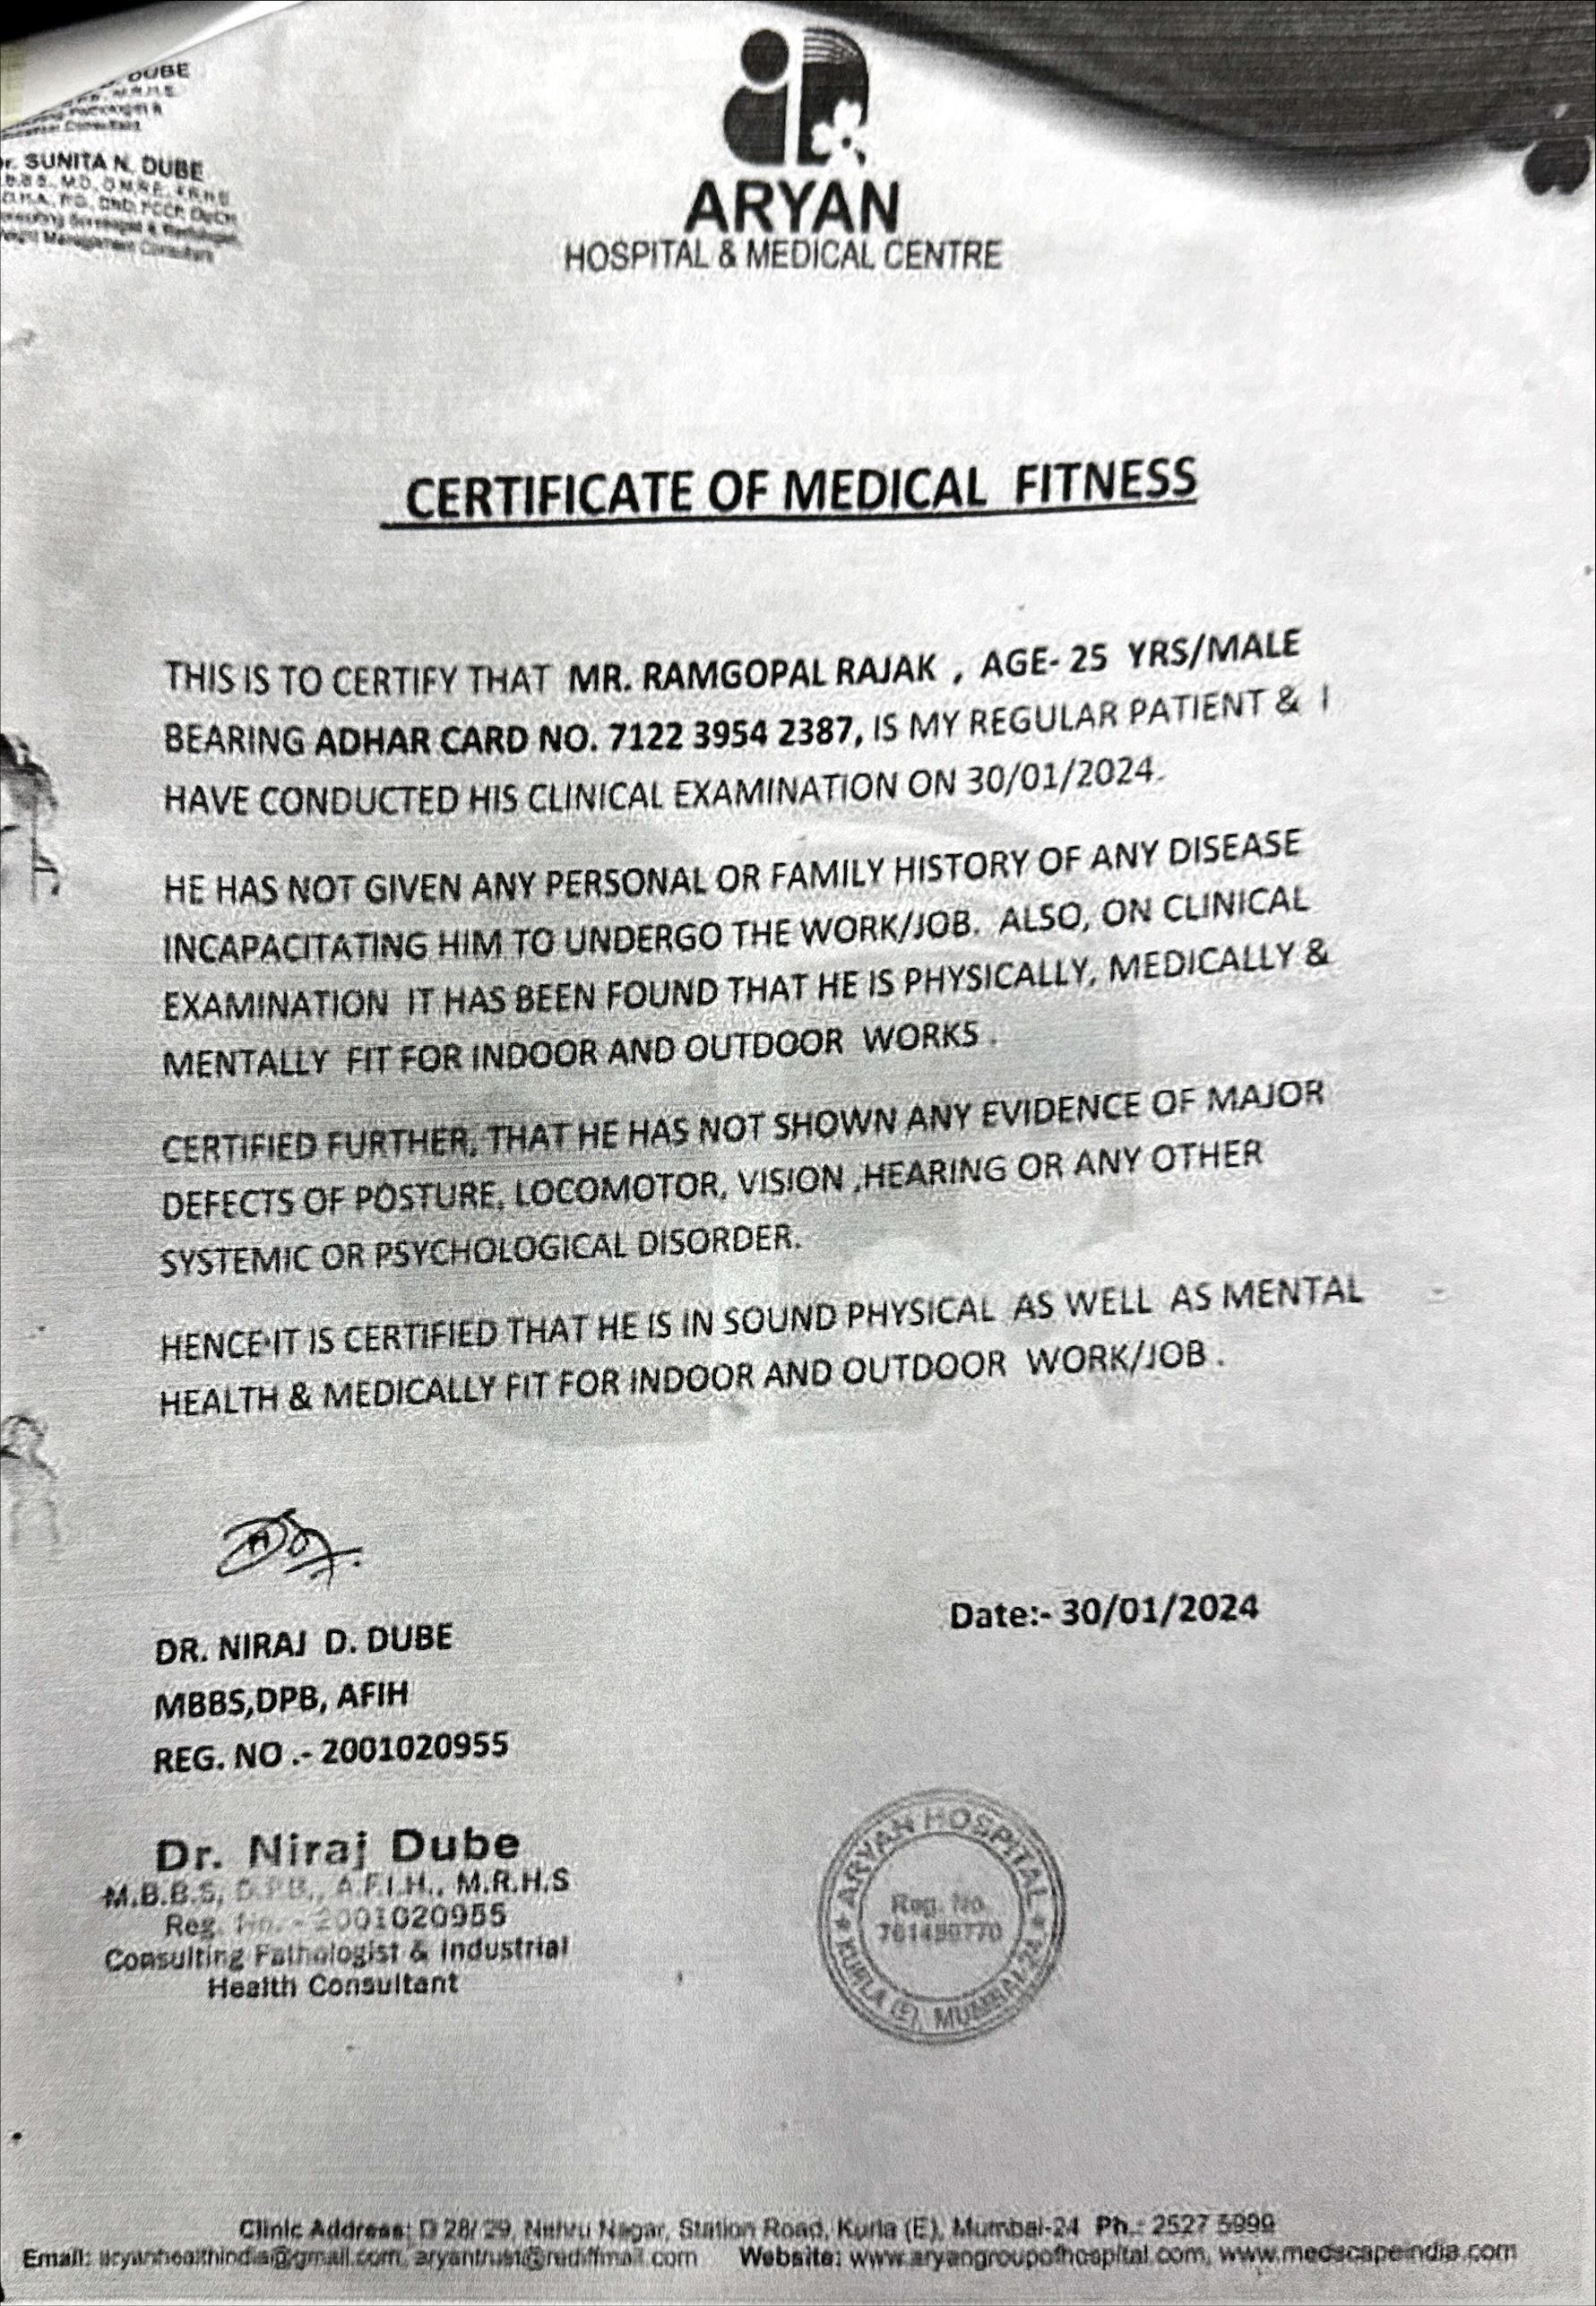 DUBE
Dr. SUNITA N. DUBE
ARYAN
HOSPITAL & MEDICAL CENTRE
CERTIFICATE OF MEDICAL FITNESS
THIS IS TO CERTIFY THAT MR. RAMGOPAL RAJAK , AGE- 25 YRS/MALE
BEARING ADHAR CARD NO. 7122 3954 2387, IS MY REGULAR PATIENT & I
HAVE CONDUCTED HIS CLINICAL EXAMINATION ON 30/01/2024.
HE HAS NOT GIVEN ANY PERSONAL OR FAMILY HISTORY OF ANY DISEASE
INCAPACITATING HIM TO UNDERGO THE WORK/JOB. ALSO, ON CLINICAL
EXAMINATION IT HAS BEEN FOUND THAT HE IS PHYSICALLY, MEDICALLY &
MENTALLY FIT FOR INDOOR AND OUTDOOR WORKS .
CERTIFIED FURTHER, THAT HE HAS NOT SHOWN ANY EVIDENCE OF MAJOR
DEFECTS OF POSTURE, LOCOMOTOR, VISION ,HEARING OR ANY OTHER
SYSTEMIC OR PSYCHOLOGICAL DISORDER.
HENCE IT IS CERTIFIED THAT HE IS IN SOUND PHYSICAL AS WELL AS MENTAL
HEALTH & MEDICALLY FIT FOR INDOOR AND OUTDOOR WORK/JOB .
Date:- 30/01/2024
DR. NIRAJ D. DUBE
MBBS,DPB, AFIH
REG. NO .- 2001020955
Dr. Niraj Dube
M.B.B.S, D.P.B., A.F.I.H., M.R.H.S
Reg. No. - 2001020955
Consulting Pathologist & Industrial
Health Consultant
ARYAN HOSPITAL
Reg. No.
KURLA (E), MUMBAI-24
Clinic Address: D 28/ 29, Nehru Nagar, Station Road, Kurla (E), Mumbai-24 Ph.: 2527 5999
Email: aryanhealthindia@gmail.com, aryantrust@rediffmail.com Website: www.aryangroupofhospital.com, www.medscapeindia.com